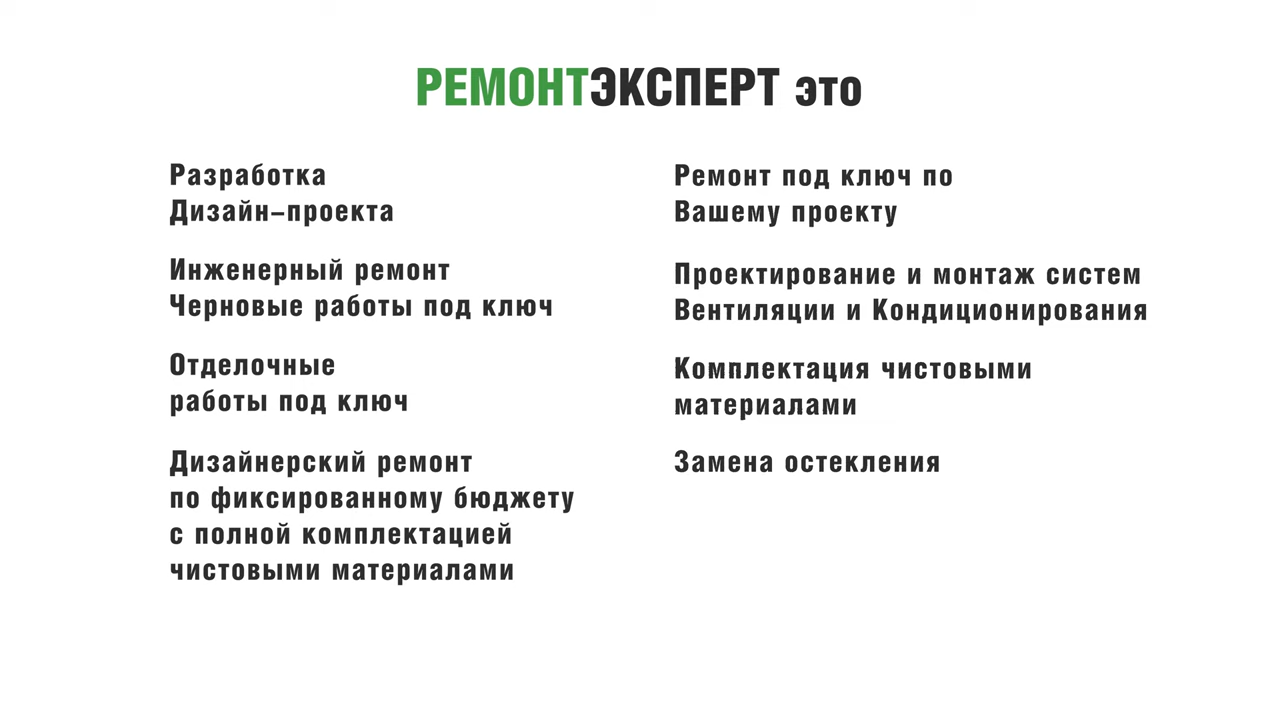 РЕМОНТЭКСПЕРТ это
Разработка
Дизайн-проекта
Инженерный ремонт
Черновые работы под ключ
Отделочные
работы под ключ
Дизайнерский ремонт
по фиксированному бюджету
с полной комплектацией
чистовыми материалами
Ремонт под ключ по
Вашему проекту
Проектирование и монтаж систем
Вентиляции и Кондиционирования
Комплектация чистовыми
материалами
Замена остекления